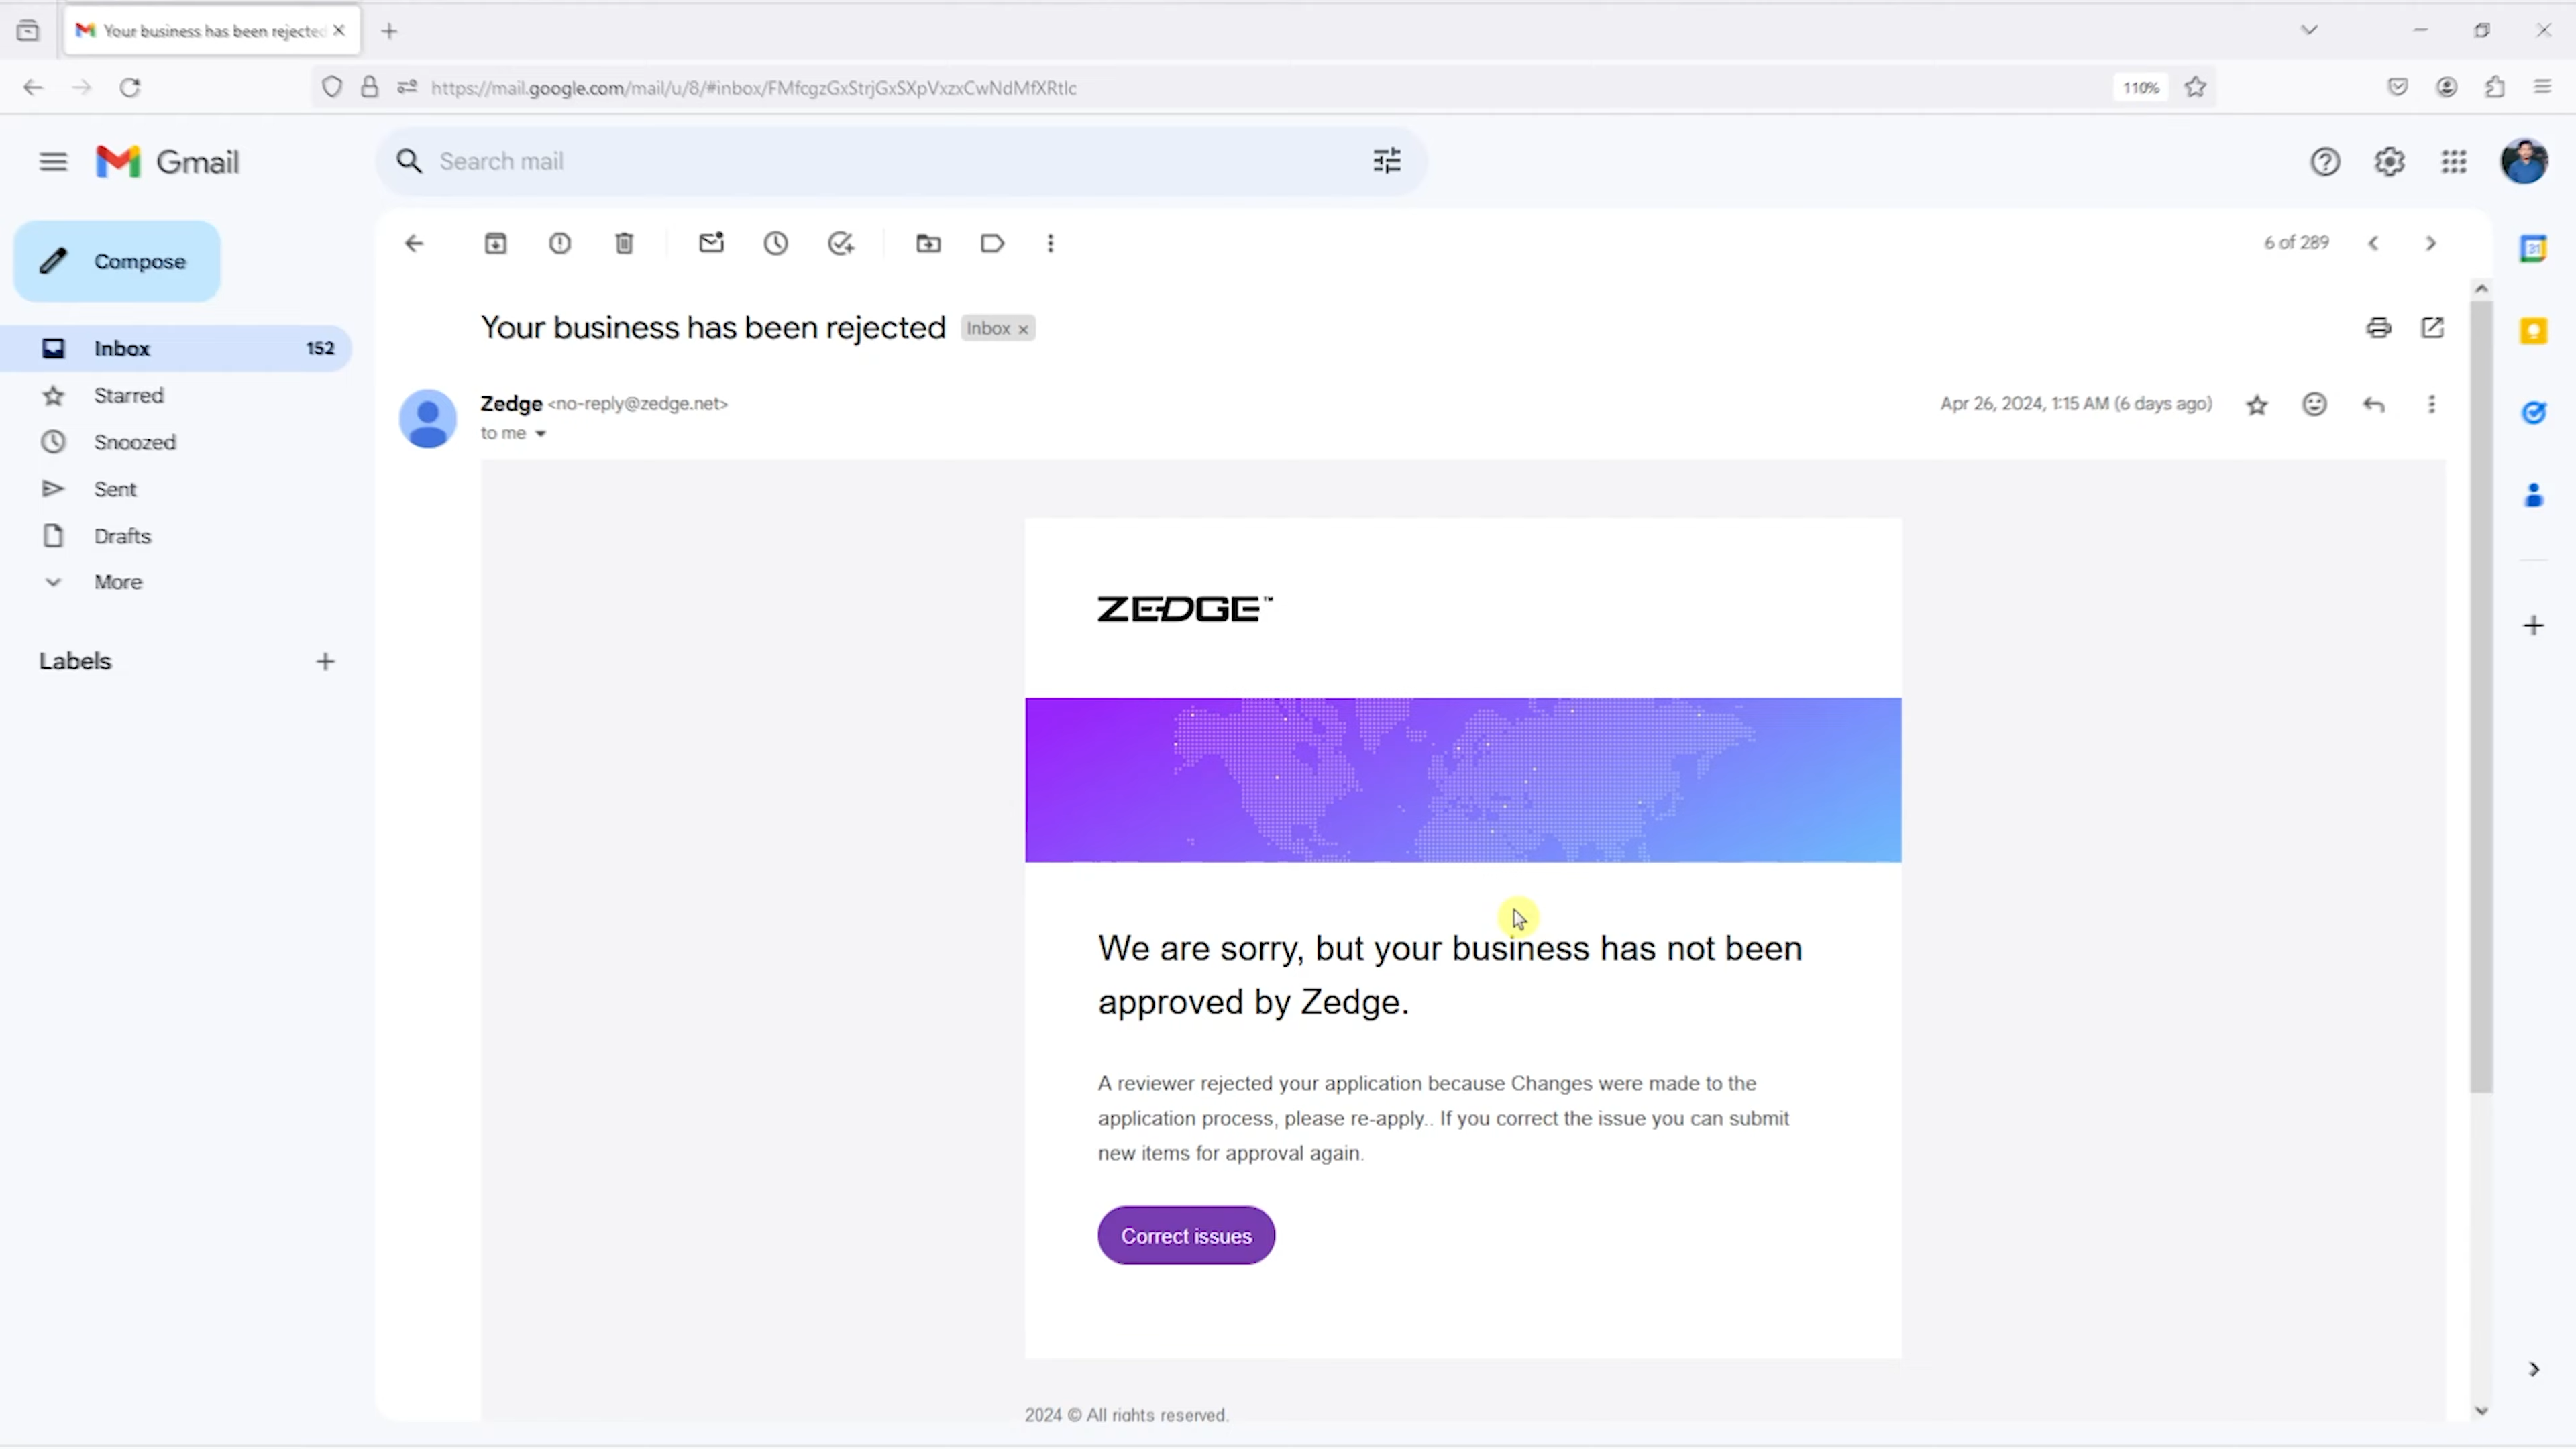 Your business has been rejected
https://mail.google.com/mail/u/8/#inbox/FMfcgzGxStrjGxSXpVxzxCwNdMfXRtlc
110%
Gmail
Search mail
Compose
6 of 289
Your business has been rejected
Inbox x
Inbox
152
Starred
Snoozed
Sent
Drafts
More
Labels
Zedge <no-reply@zedge.net>
Apr 26, 2024, 1:15 AM (6 days ago)
to me
31
ZEDGE™
We are sorry, but your business has not been
approved by Zedge.
A reviewer rejected your application because Changes were made to the
application process, please re-apply.. If you correct the issue you can submit
new items for approval again.
Correct issues
2024 © All rights reserved.